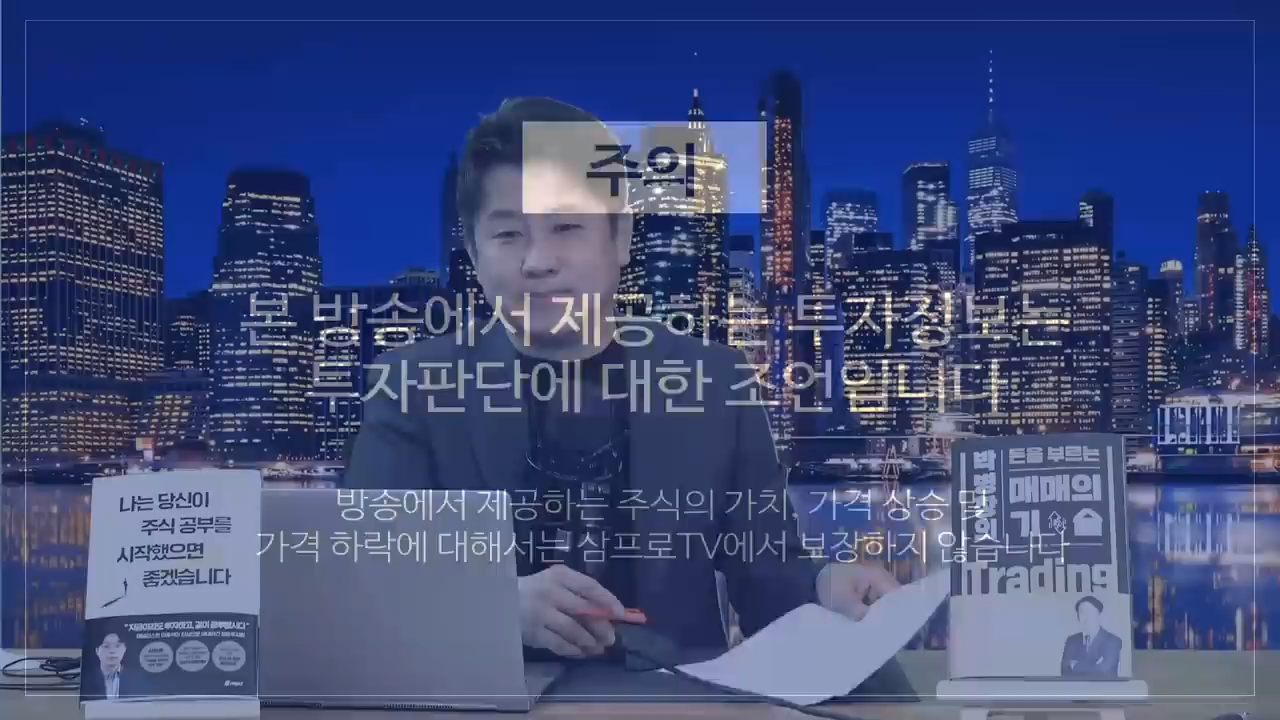 주의
본 방송에서 제공하는 투자정보는
투자판단에 대한 조언입니다
방송에서 제공하는 주식의 가치, 가격 상승 및
가격 하락에 대해서는 삼프로TV에서 보장하지 않습니다
나는 당신이
주식 공부를
시작했으면
좋겠습니다
돈을 부르는
매매의
기술
Trading